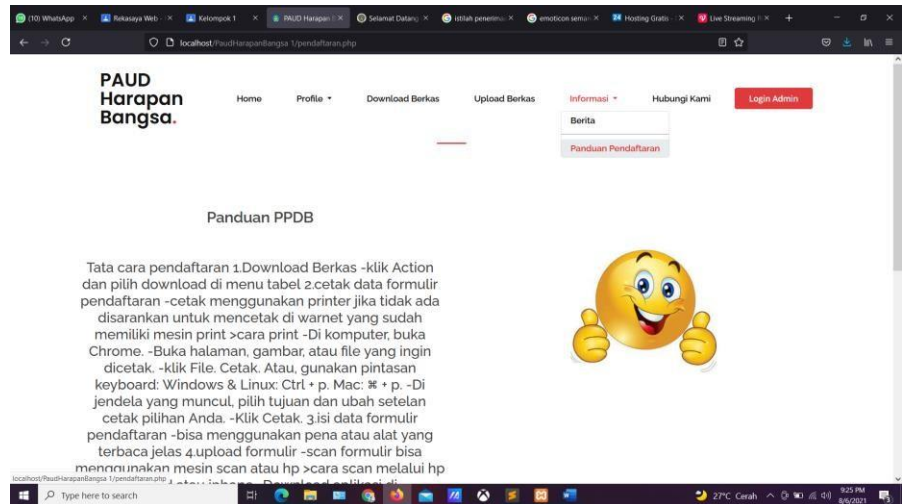 (10) WhatsApp
Rekasaya Web -
Kelompok 1
PAUD Harapan
Selamat Datang
istilah penerima
emoticon seman
Hosting Gratis -
Live Streaming
localhost/PaudHarapanBangsa 1/pendaftaran.php
PAUD
Harapan
Bangsa.
Home
Profile
Download Berkas
Upload Berkas
Informasi
Hubungi Kami
Login Admin
Berita
Panduan Pendaftaran
Panduan PPDB
Tata cara pendaftaran 1.Download Berkas -klik Action
dan pilih download di menu tabel 2.cetak data formulir
pendaftaran -cetak menggunakan printer jika tidak ada
disarankan untuk mencetak di warnet yang sudah
memiliki mesin print >cara print -Di komputer, buka
Chrome. -Buka halaman, gambar, atau file yang ingin
dicetak. -klik File. Cetak. Atau, gunakan pintasan
keyboard: Windows & Linux: Ctrl + p. Mac: ⌘ + p. -Di
jendela yang muncul, pilih tujuan dan ubah setelan
cetak pilihan Anda. -Klik Cetak. 3.isi data formulir
pendaftaran -bisa menggunakan pena atau alat yang
terbaca jelas 4.upload formulir -scan formulir bisa
menggunakan mesin scan atau hp >cara scan melalui hp
localhost/PaudHarapanBangsa 1/pendaftaran.php
Type here to search
27°C Cerah
9:25 PM
8/6/2021